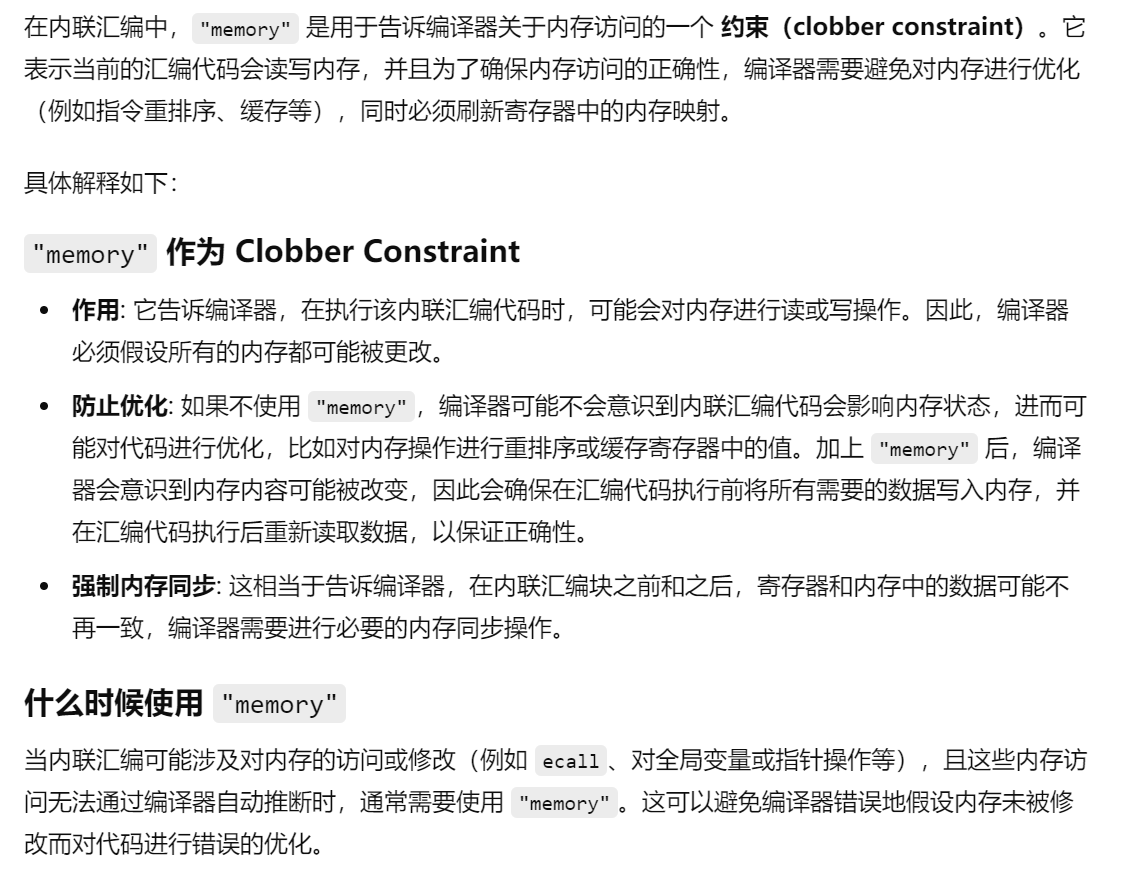 在内联汇编中， "memory" 是用于告诉编译器关于内存访问的一个 约束（clobber constraint）。它
表示当前的汇编代码会读写内存，并且为了确保内存访问的正确性，编译器需要避免对内存进行优化
（例如指令重排序、缓存等），同时必须刷新寄存器中的内存映射。
具体解释如下：
"memory" 作为 Clobber Constraint
• 作用: 它告诉编译器，在执行该内联汇编代码时，可能会对内存进行读或写操作。因此，编译器
必须假设所有的内存都可能被更改。
• 防止优化: 如果不使用 "memory"，编译器可能不会意识到内联汇编代码会影响内存状态，进而可
能对代码进行优化，比如对内存操作进行重排序或缓存寄存器中的值。加上 "memory" 后，编译
器会意识到内存内容可能被改变，因此会确保在汇编代码执行前将所有需要的数据写入内存，并
在汇编代码执行后重新读取数据，以保证正确性。
• 强制内存同步: 这相当于告诉编译器，在内联汇编块之前和之后，寄存器和内存中的数据可能不
再一致，编译器需要进行必要的内存同步操作。
什么时候使用 "memory"
当内联汇编可能涉及对内存的访问或修改（例如 ecall、对全局变量或指针操作等），且这些内存访
问无法通过编译器自动推断时，通常需要使用 "memory"。这可以避免编译器错误地假设内存未被修
改而对代码进行错误的优化。